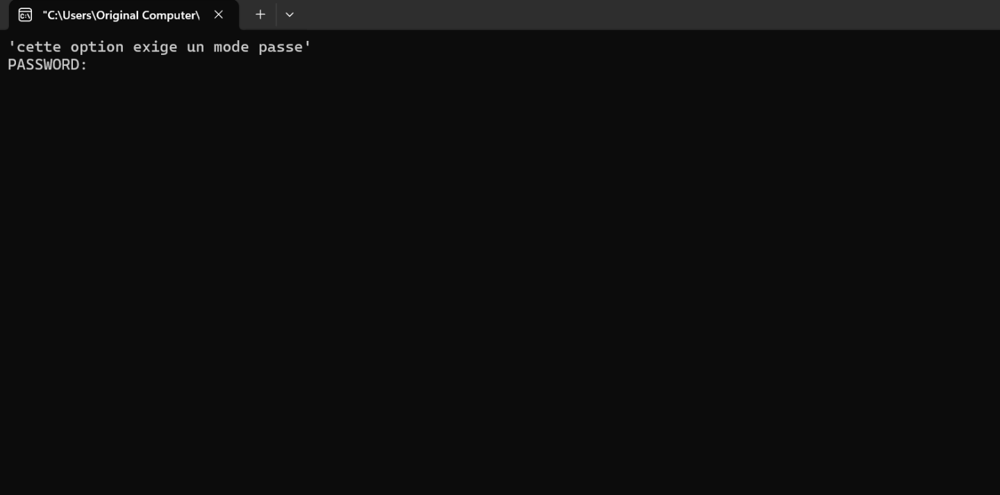 "C:\Users\Original Computer\
'cette option exige un mode passe'
PASSWORD: